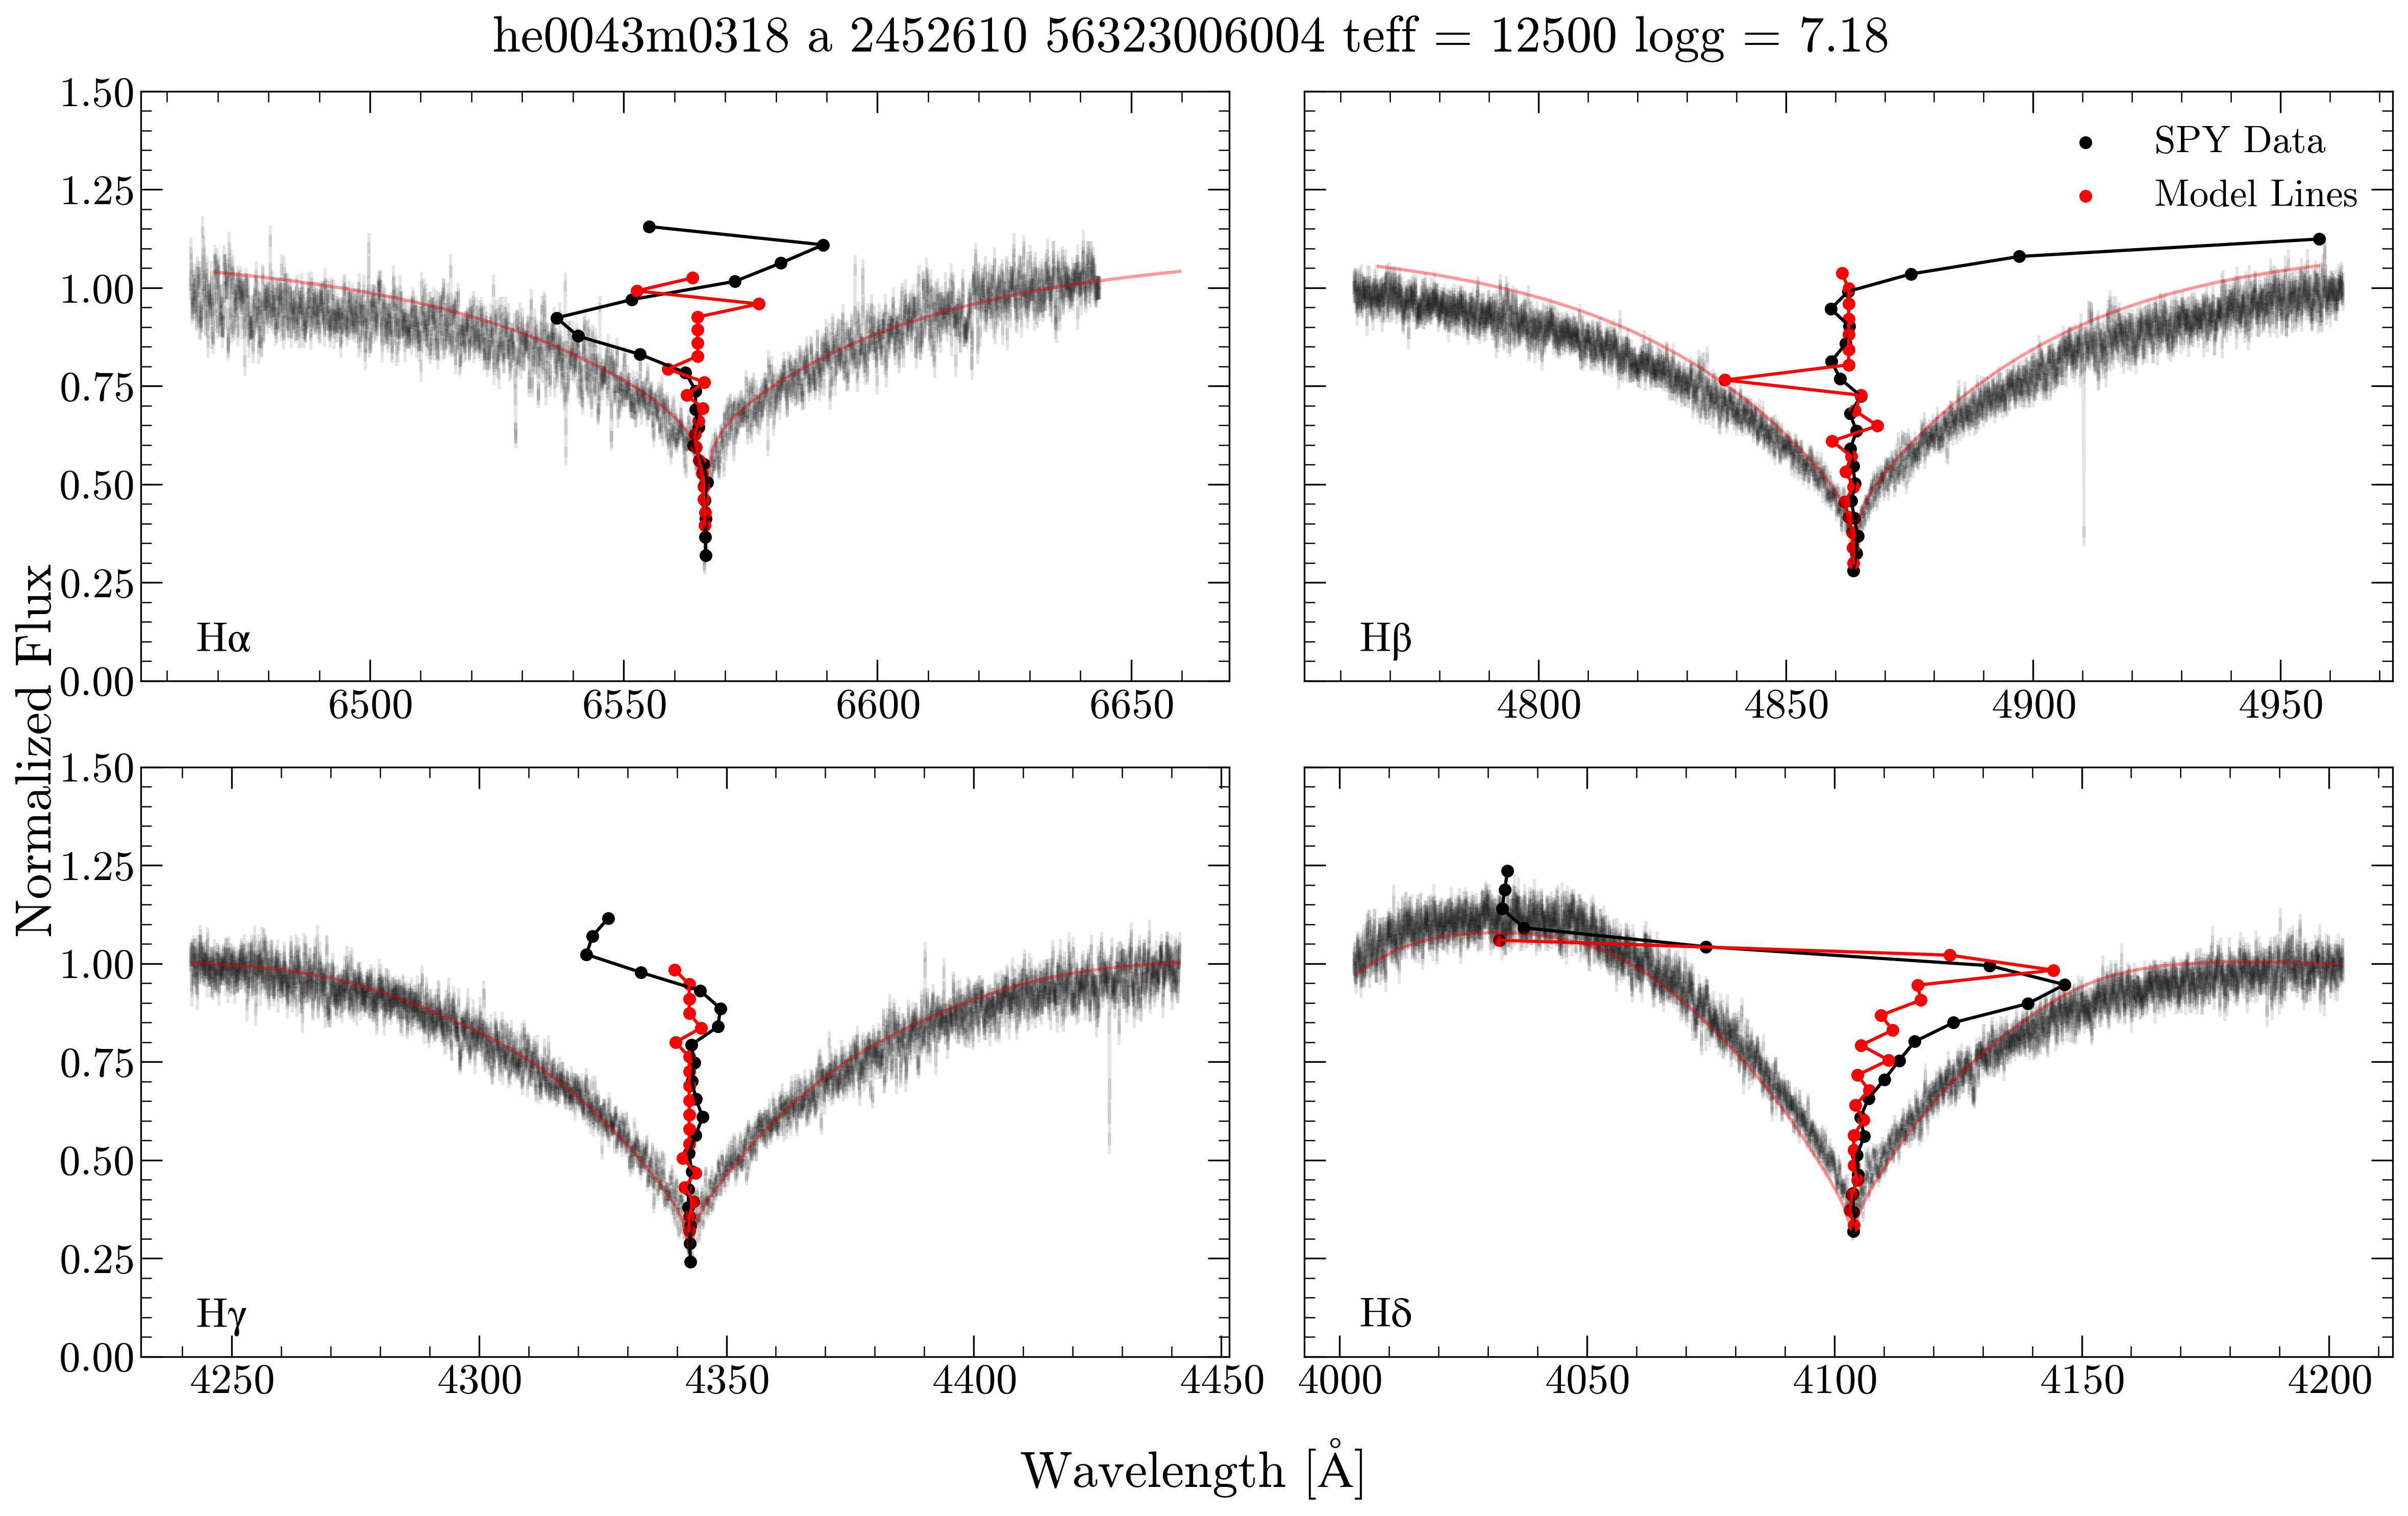 he0043m0318 a 2452610 56323006004 teff = 12500 logg = 7.18
Normalized Flux
1.50
1.25
1.00
0.75
0.50
0.25
0.00
Hα
6500 6550 6600 6650
SPY Data
Model Lines
Hβ
4800 4850 4900 4950
1.50
1.25
1.00
0.75
0.50
0.25
0.00
Hγ
4250 4300 4350 4400 4450
Hδ
4000 4050 4100 4150 4200
Wavelength [Å]